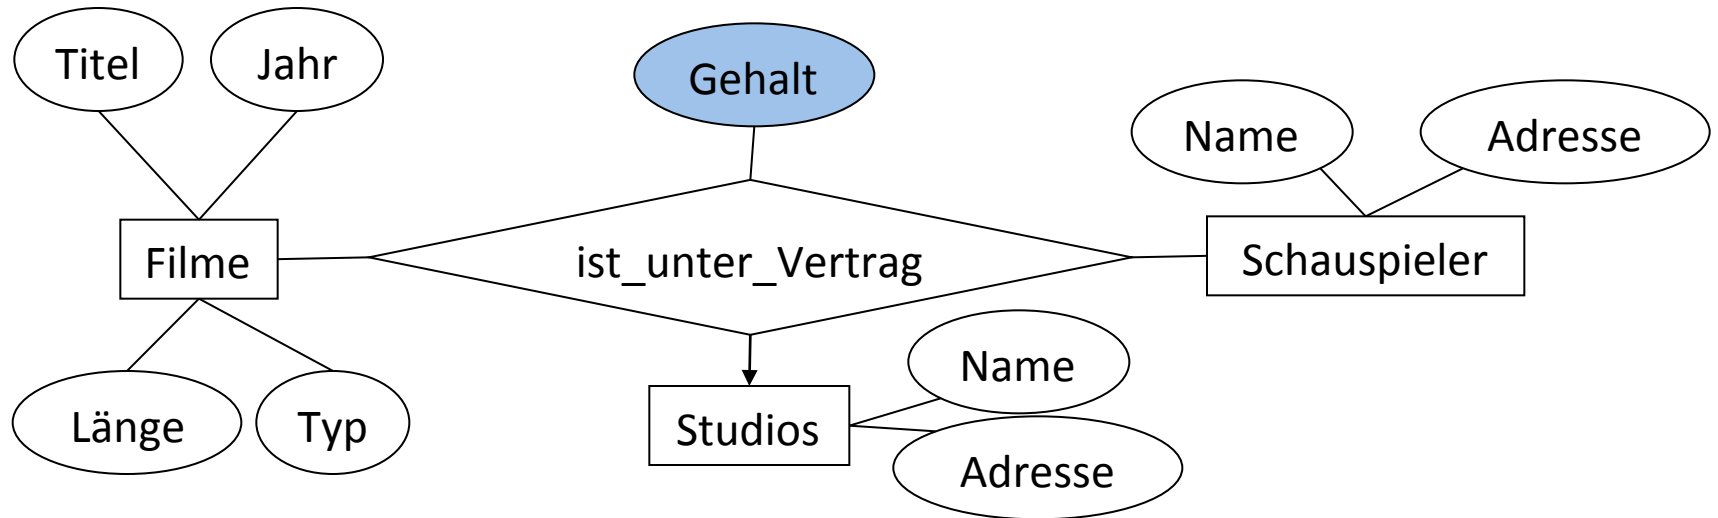 Titel
Jahr
Gehalt
Name
Adresse
Filme
ist_unter_Vertrag
Schauspieler
Länge
Typ
Studios
Name
Adresse